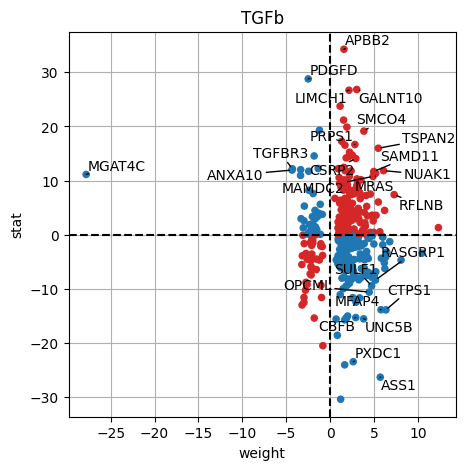 TGFb
APBB2
PDGFD
LIMCH1
GALNT10
SMCO4
PRPS1
TSPAN2
TGFBR3
SAMD11
MGAT4C
CSRP2
ANXA10
NUAK1
MAMDC2
MRAS
RFLNB
RASGRP1
SULF1
OPCML
CTPS1
MFAP4
CBFB
UNC5B
PXDC1
ASS1
stat
30
20
10
0
−10
−20
−30
−25
−20
−15
−10
−5
0
5
10
weight